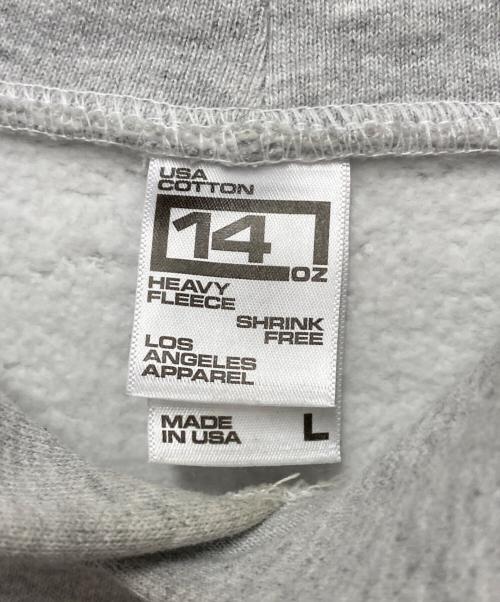 USA
COTTON
14
OZ
HEAVY
FLEECE
SHRINK
FREE
LOS
ANGELES
APPAREL
MADE
IN USA
L